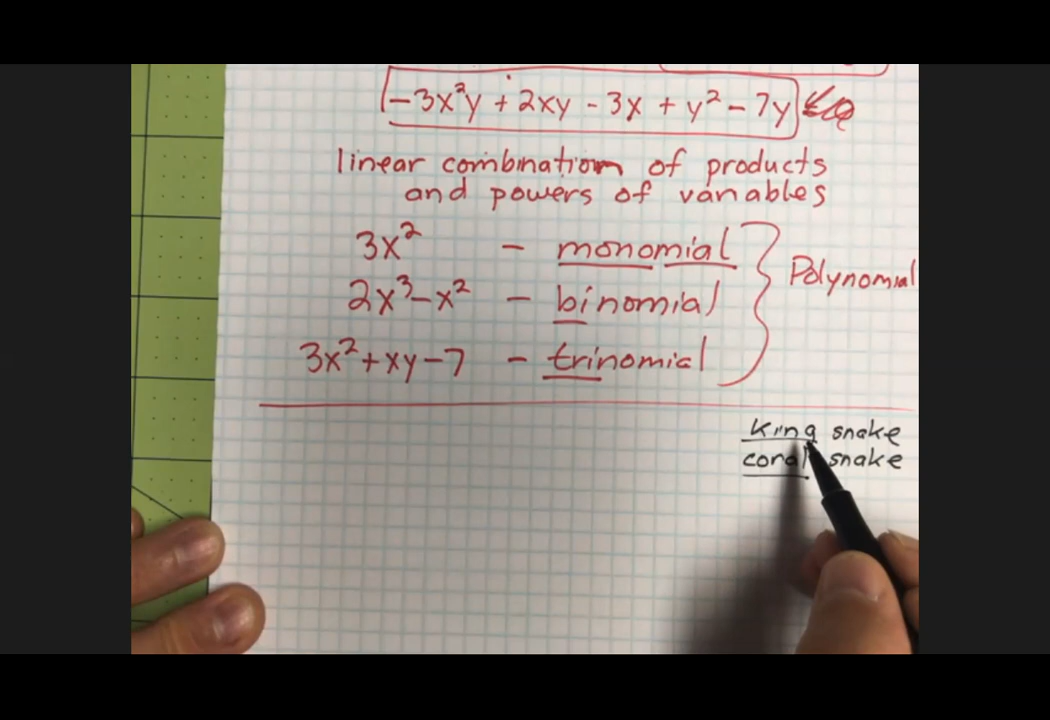 -3x²y + 2xy - 3x + y² - 7y
linear combination of products
and powers of variables
3x² - monomial
2x³-x² - binomial
3x²+xy-7 - trinomial
Polynomial
king snake
coral snake